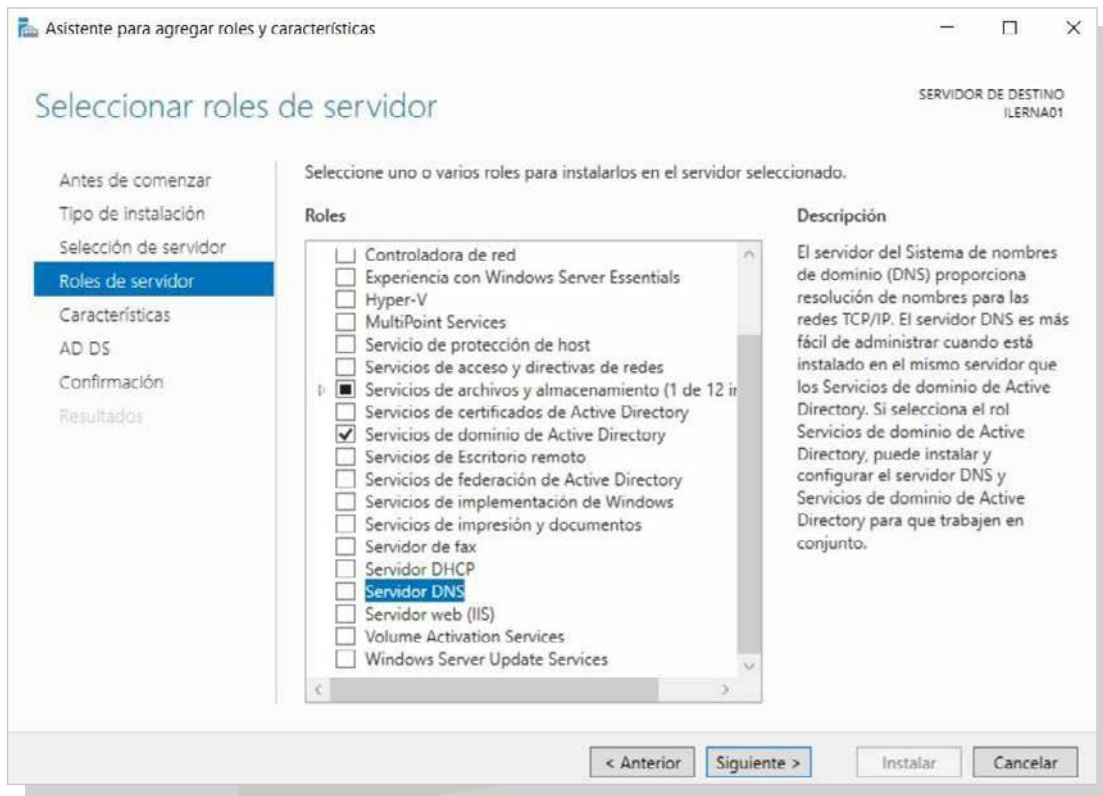 Asistente para agregar roles y características
Seleccionar roles de servidor
SERVIDOR DE DESTINO
ILERNA01
Antes de comenzar
Tipo de instalación
Selección de servidor
Roles de servidor
Características
AD DS
Confirmación
Resultados
Seleccione uno o varios roles para instalarlos en el servidor seleccionado.
Roles
Controladora de red
Experiencia con Windows Server Essentials
Hyper-V
MultiPoint Services
Servicio de protección de host
Servicios de acceso y directivas de redes
Servicios de archivos y almacenamiento (1 de 12 ir
Servicios de certificados de Active Directory
Servicios de dominio de Active Directory
Servicios de Escritorio remoto
Servicios de federación de Active Directory
Servicios de implementación de Windows
Servicios de impresión y documentos
Servidor de fax
Servidor DHCP
Servidor DNS
Servidor web (IIS)
Volume Activation Services
Windows Server Update Services
Descripción
El servidor del Sistema de nombres
de dominio (DNS) proporciona
resolución de nombres para las
redes TCP/IP. El servidor DNS es más
fácil de administrar cuando está
instalado en el mismo servidor que
los Servicios de dominio de Active
Directory. Si selecciona el rol
Servicios de dominio de Active
Directory, puede instalar y
configurar el servidor DNS y
Servicios de dominio de Active
Directory para que trabajen en
conjunto.
< Anterior
Siguiente >
Instalar
Cancelar